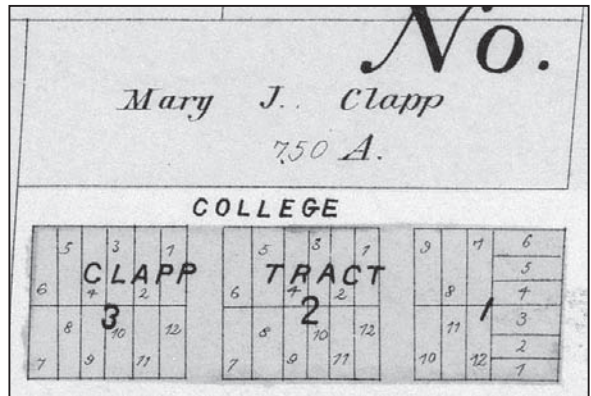 No.
Mary J. Clapp
7.50 A.
COLLEGE
5 3 1 5 3 1 9 7 6
5
CLAPP TRACT
6 4 2 6 4 2 8 4
3 2 1
8 10 12 8 10 12 11 3
2
7 9 11 7 9 11 10 12 1